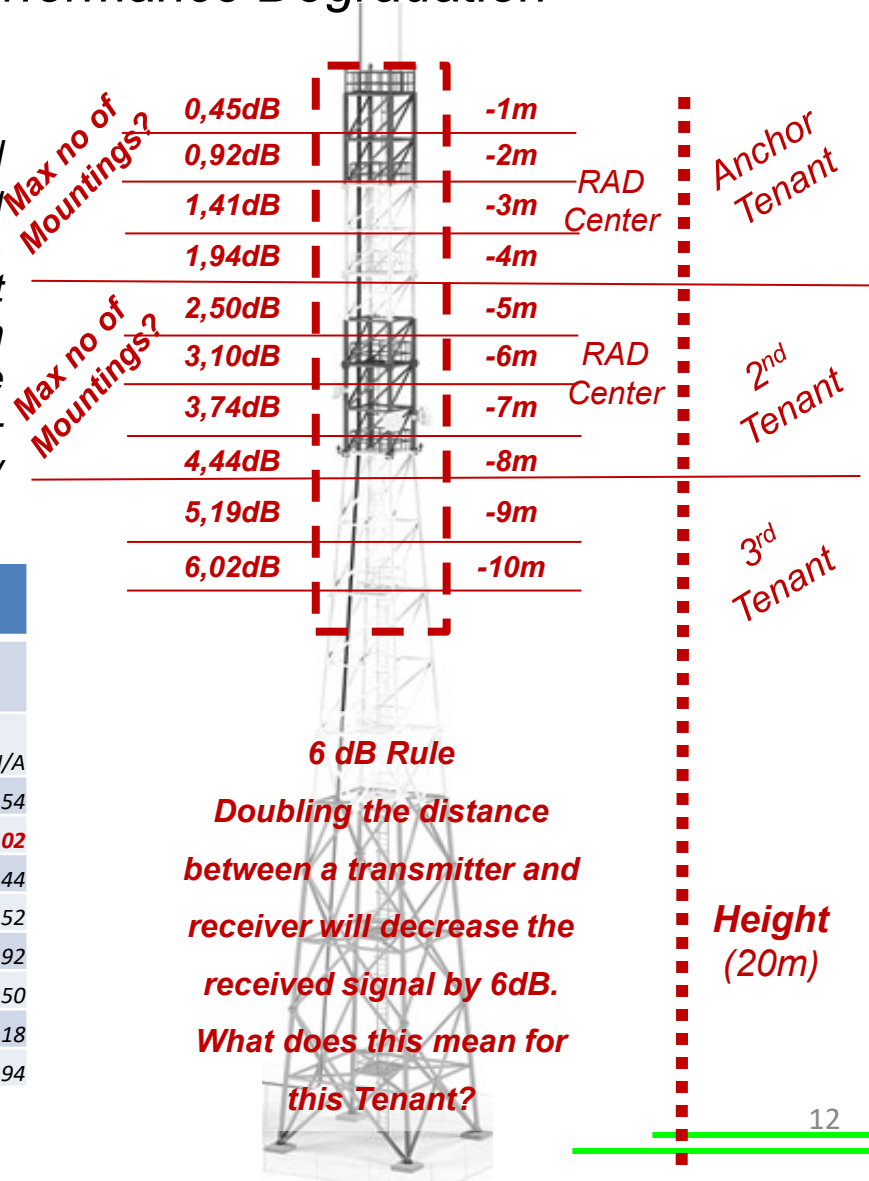 0,45dB -1m
0,92dB -2m
1,41dB -3m
1,94dB -4m
2,50dB -5m
3,10dB -6m
3,74dB -7m
4,44dB -8m
5,19dB -9m
6,02dB -10m
Max no of
Mountings?
Max no of
Mountings?
RAD
Center
RAD
Center
Anchor
Tenant
2nd
Tenant
3rd
Tenant
54
02
44
52
92
50
18
94
6 dB Rule
Doubling the distance
between a transmitter and
receiver will decrease the
received signal by 6dB.
What does this mean for
this Tenant?
Height
(20m)
12